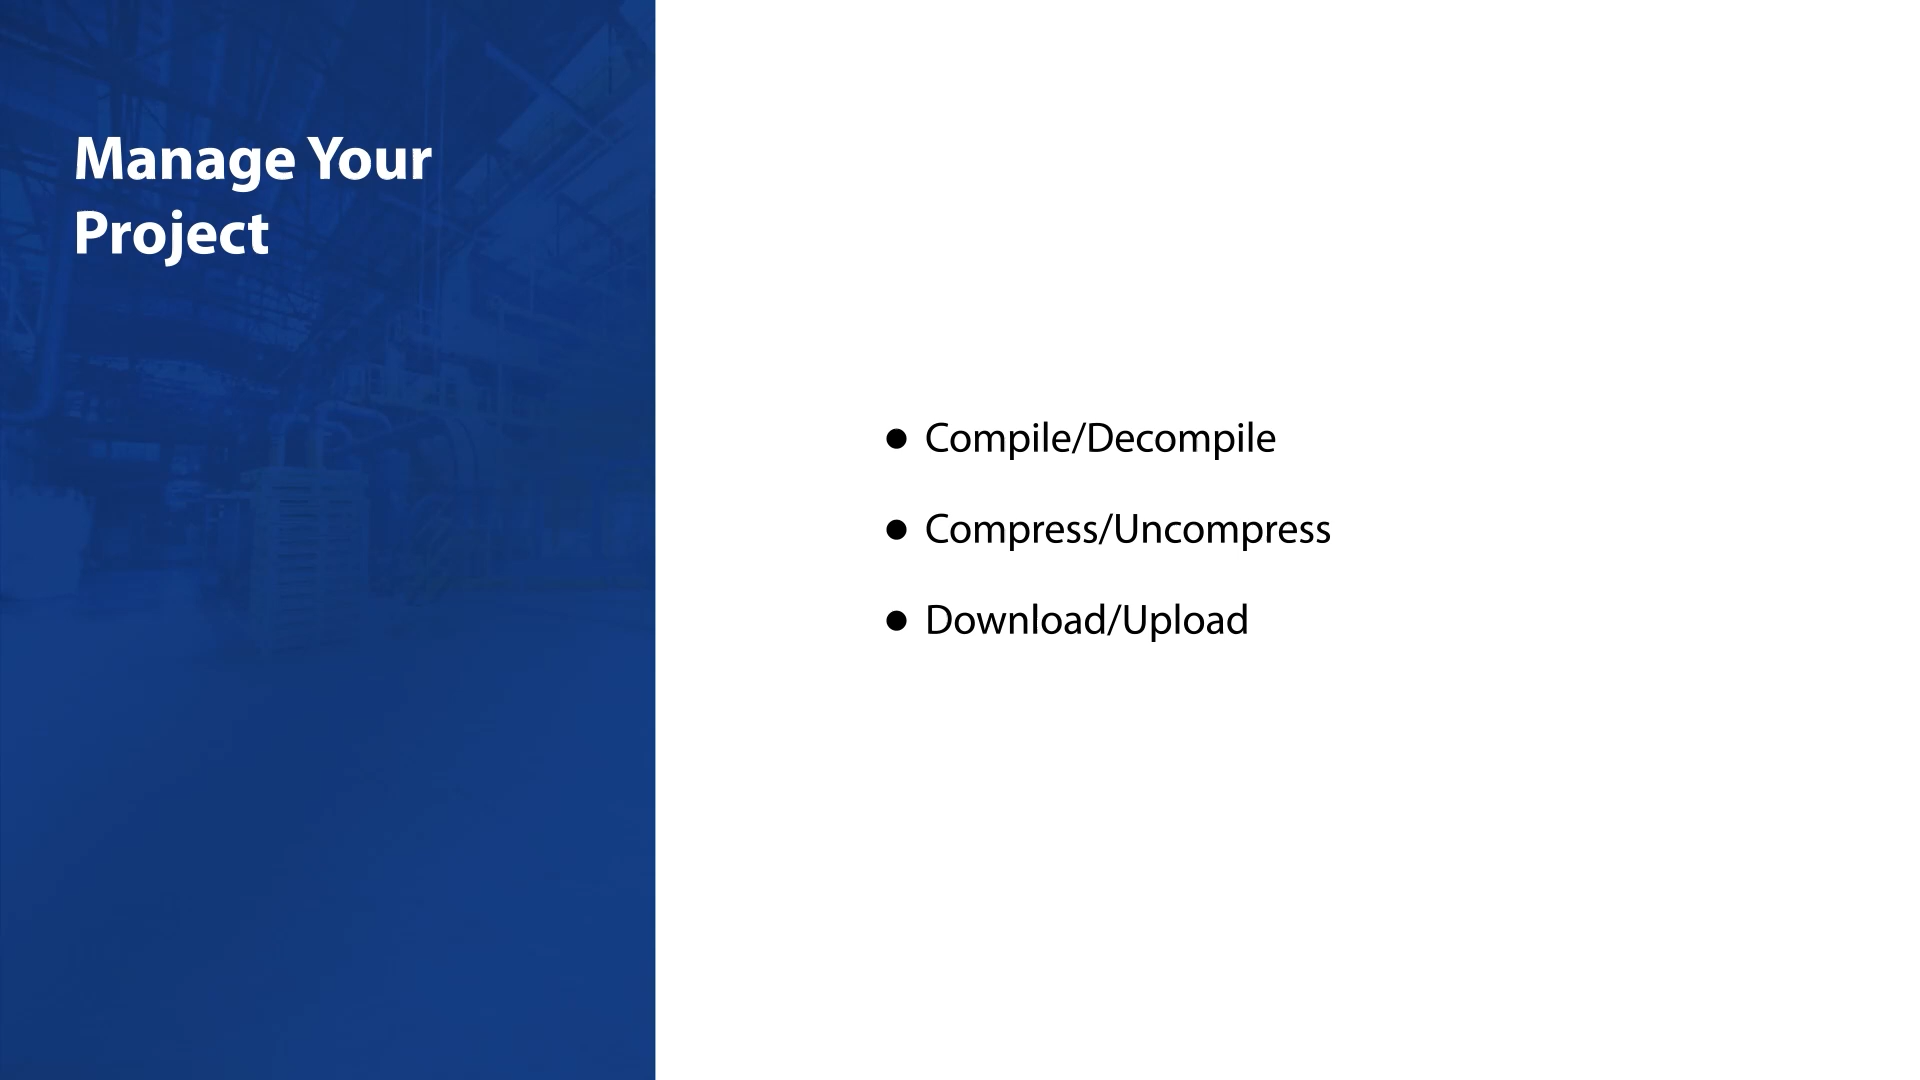 Manage Your
Project
● Compile/Decompile
● Compress/Uncompress
● Download/Upload